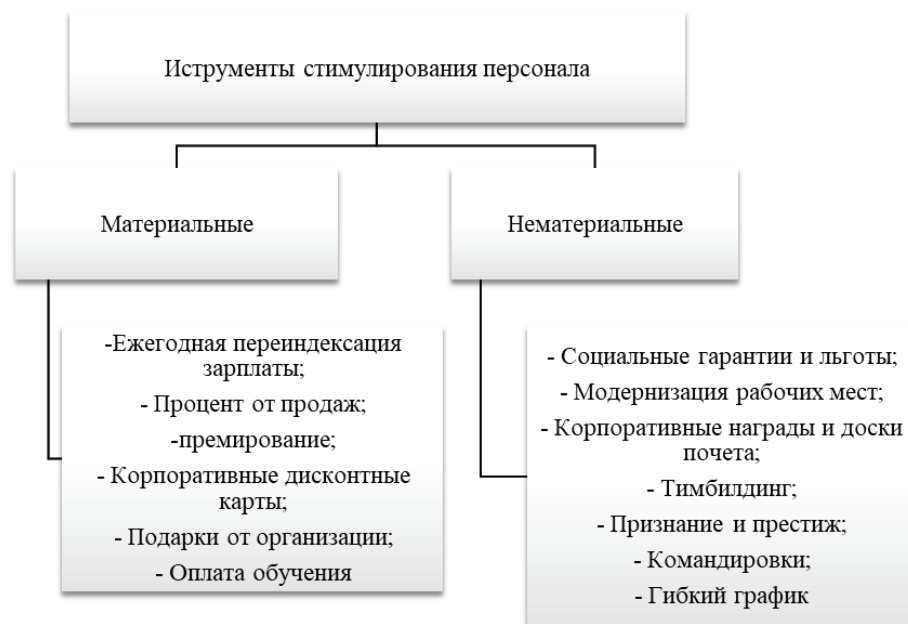 Иструменты стимулирования персонала
Материальные
Нематериальные
-Ежегодная переиндексация
зарплаты;
- Процент от продаж;
-премирование;
- Корпоративные дисконтные
карты;
- Подарки от организации;
- Оплата обучения
- Социальные гарантии и льготы;
- Модернизация рабочих мест;
- Корпоративные награды и доски
почета;
- Тимбилдинг;
- Признание и престиж;
- Командировки;
- Гибкий график